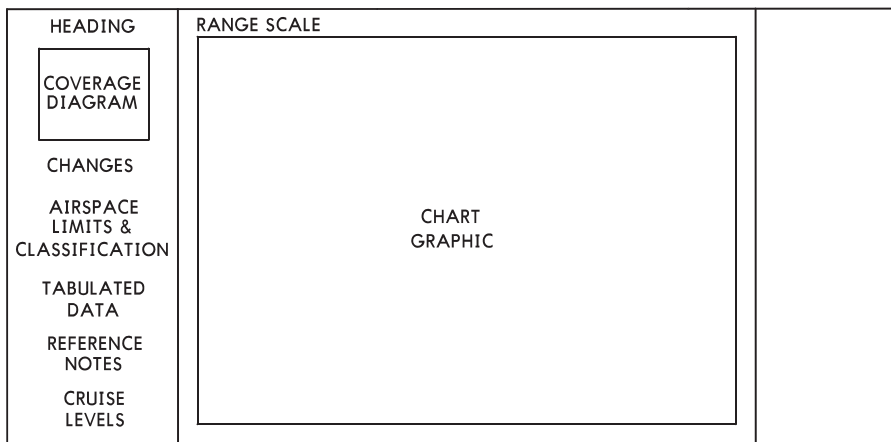 HEADING
COVERAGE
DIAGRAM
CHANGES
AIRSPACE
LIMITS &
CLASSIFICATION
TABULATED
DATA
REFERENCE
NOTES
CRUISE
LEVELS
RANGE SCALE
CHART
GRAPHIC